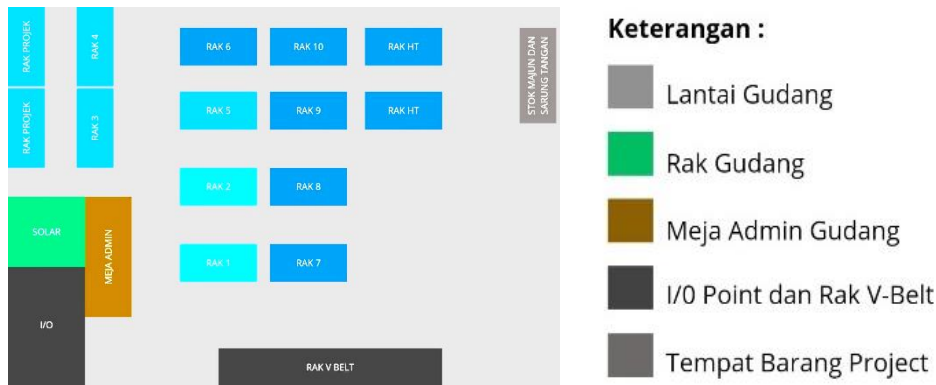 RAK PROJEK
RAK 4
RAK 6
RAK 10
RAK HT
STOK MAJUN DAN
SARUNG TANGAN
RAK PROJEK
RAK 3
RAK 5
RAK 9
RAK HT
RAK 2
RAK 8
SOLAR
MEJA ADMIN
RAK 1
RAK 7
I/O
RAK V BELT
Keterangan :
Lantai Gudang
Rak Gudang
Meja Admin Gudang
I/0 Point dan Rak V-Belt
Tempat Barang Project